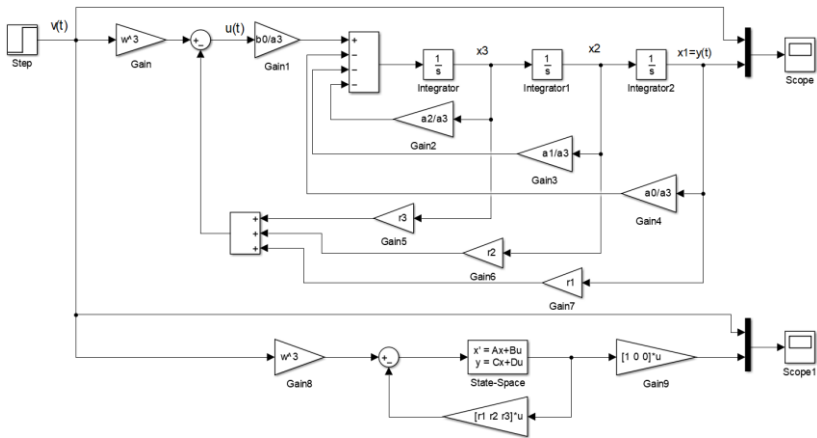 v(t)
Step
w^3
Gain
+
−
u(t)
b0/a3
Gain1
+
−
−
−
1
s
Integrator
x3
1
s
Integrator1
x2
1
s
Integrator2
x1=y(t)
Scope
a2/a3
Gain2
a1/a3
Gain3
a0/a3
Gain4
r3
Gain5
r2
Gain6
r1
Gain7
+
+
+
w^3
Gain8
+
−
x' = Ax+Bu
y = Cx+Du
State-Space
[1 0 0]*u
Gain9
Scope1
[r1 r2 r3]*u